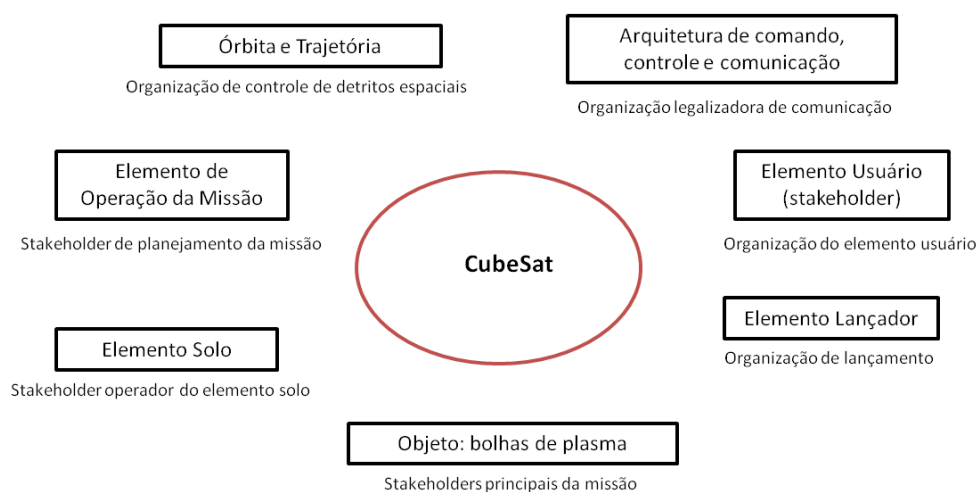 Órbita e Trajetória
Organização de controle de detritos espaciais
Arquitetura de comando,
controle e comunicação
Organização legalizadora de comunicação
Elemento de
Operação da Missão
Stakeholder de planejamento da missão
Elemento Usuário
(stakeholder)
Organização do elemento usuário
CubeSat
Elemento Lançador
Organização de lançamento
Elemento Solo
Stakeholder operador do elemento solo
Objeto: bolhas de plasma
Stakeholders principais da missão